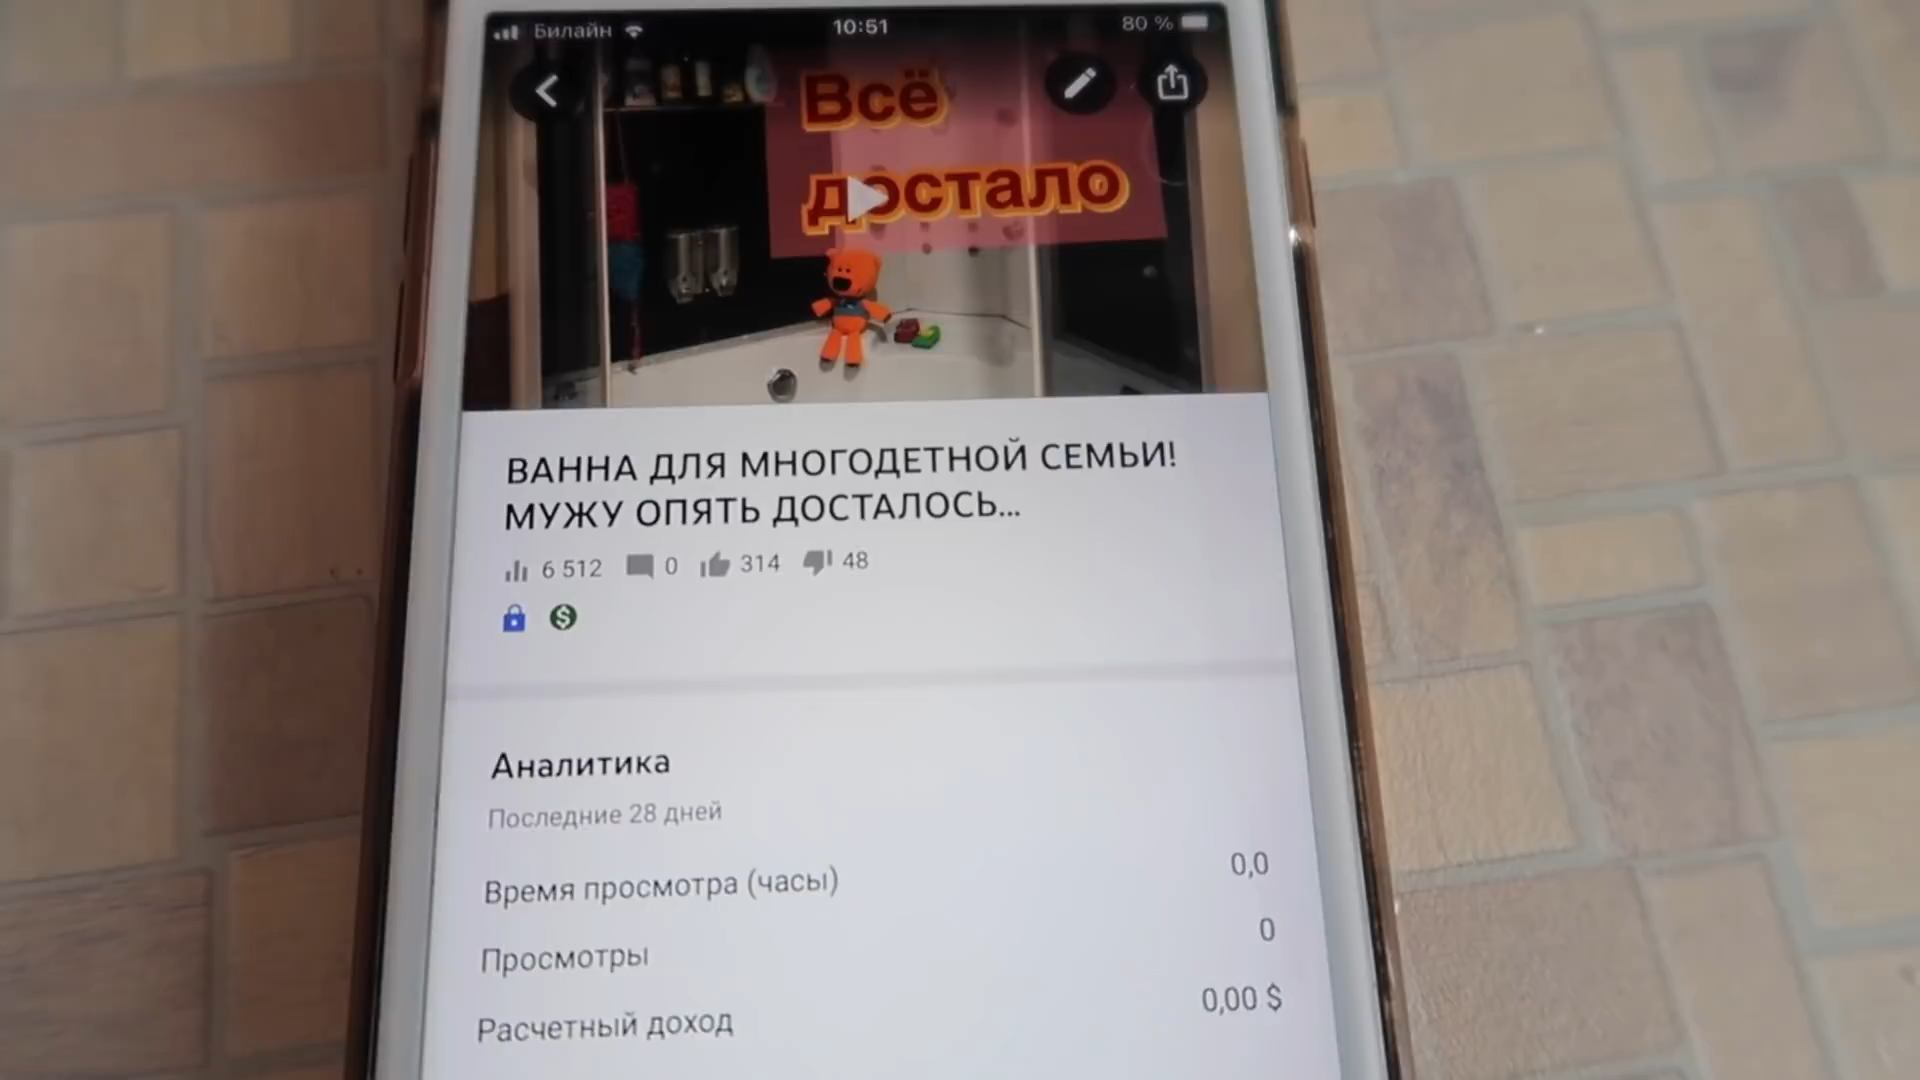 Билайн 10:51 80 %
Всё
достало
ВАННА ДЛЯ МНОГОДЕТНОЙ СЕМЬИ!
МУЖУ ОПЯТЬ ДОСТАЛОСЬ...
6 512 0 314 48
Аналитика
Последние 28 дней
Время просмотра (часы) 0,0
Просмотры 0
Расчетный доход 0,00 $